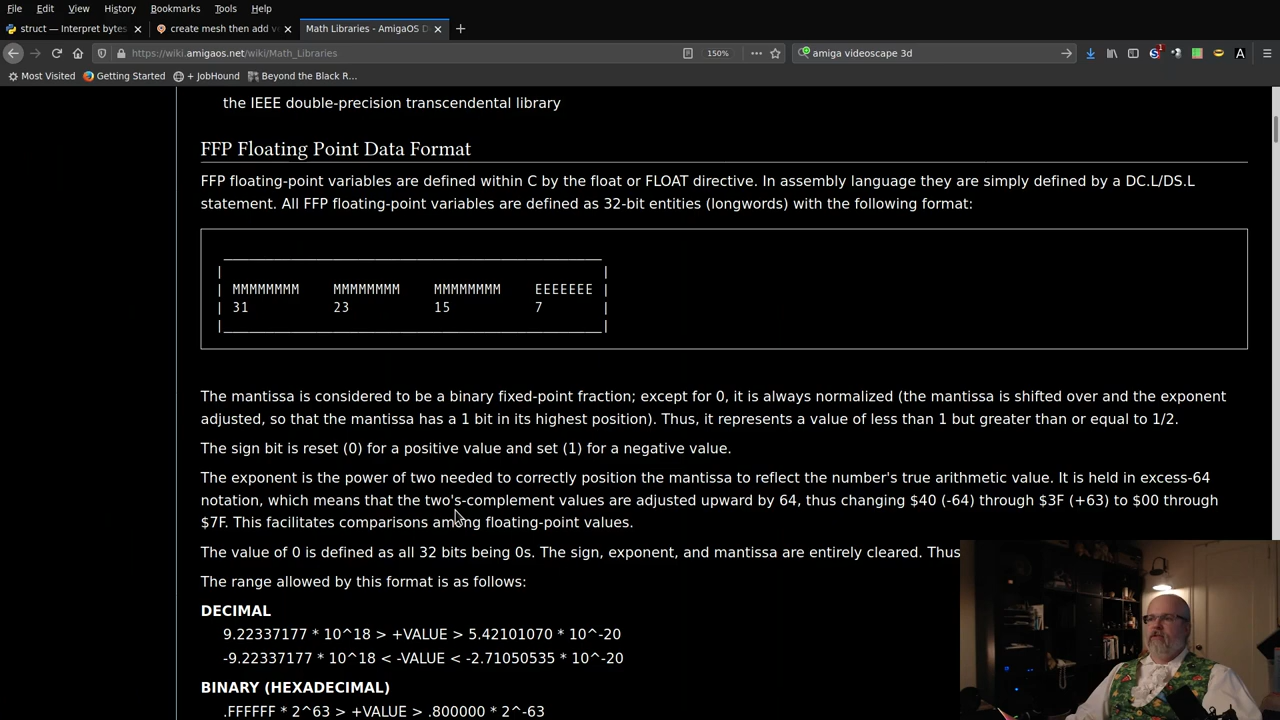 File Edit View History Bookmarks Tools Help
struct — Interpret bytes × create mesh then add ve × Math Libraries - AmigaOS D × +
https://wiki.amigaos.net/wiki/Math_Libraries 150% ••• amiga videoscape 3d
Most Visited Getting Started + JobHound Beyond the Black R...
the IEEE double-precision transcendental library
FFP Floating Point Data Format
FFP floating-point variables are defined within C by the float or FLOAT directive. In assembly language they are simply defined by a DC.L/DS.L
statement. All FFP floating-point variables are defined as 32-bit entities (longwords) with the following format:
| MMMMMMMM MMMMMMMM MMMMMMMM EEEEEEE |
| 31 23 15 7 |
The mantissa is considered to be a binary fixed-point fraction; except for 0, it is always normalized (the mantissa is shifted over and the exponent
adjusted, so that the mantissa has a 1 bit in its highest position). Thus, it represents a value of less than 1 but greater than or equal to 1/2.
The sign bit is reset (0) for a positive value and set (1) for a negative value.
The exponent is the power of two needed to correctly position the mantissa to reflect the number's true arithmetic value. It is held in excess-64
notation, which means that the two's-complement values are adjusted upward by 64, thus changing $40 (-64) through $3F (+63) to $00 through
$7F. This facilitates comparisons among floating-point values.
The value of 0 is defined as all 32 bits being 0s. The sign, exponent, and mantissa are entirely cleared. Thus
The range allowed by this format is as follows:
DECIMAL
9.22337177 * 10^18 > +VALUE > 5.42101070 * 10^-20
-9.22337177 * 10^18 < -VALUE < -2.71050535 * 10^-20
BINARY (HEXADECIMAL)
.FFFFFF * 2^63 > +VALUE > .800000 * 2^-63